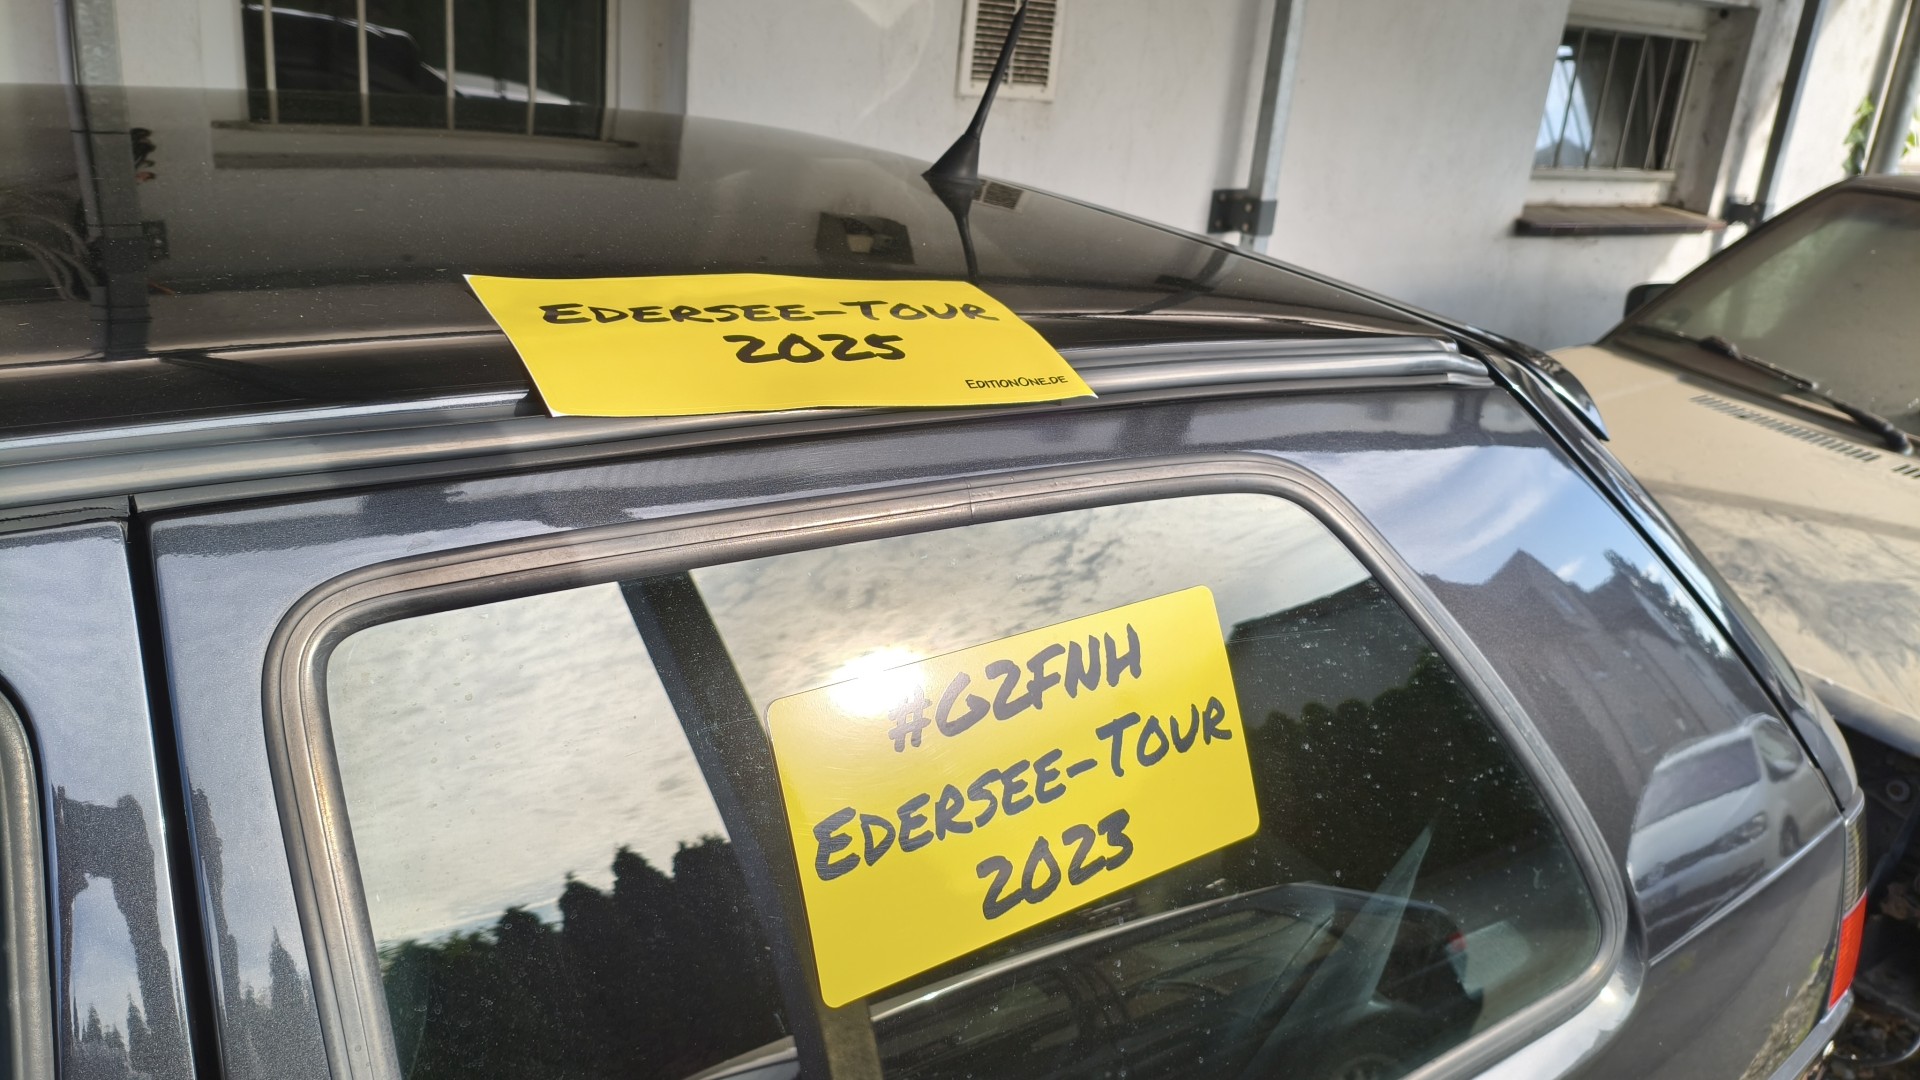 EDERSEE-TOUR
2025
EDITIONONE.DE
#G2FNH
EDERSEE-TOUR
2023